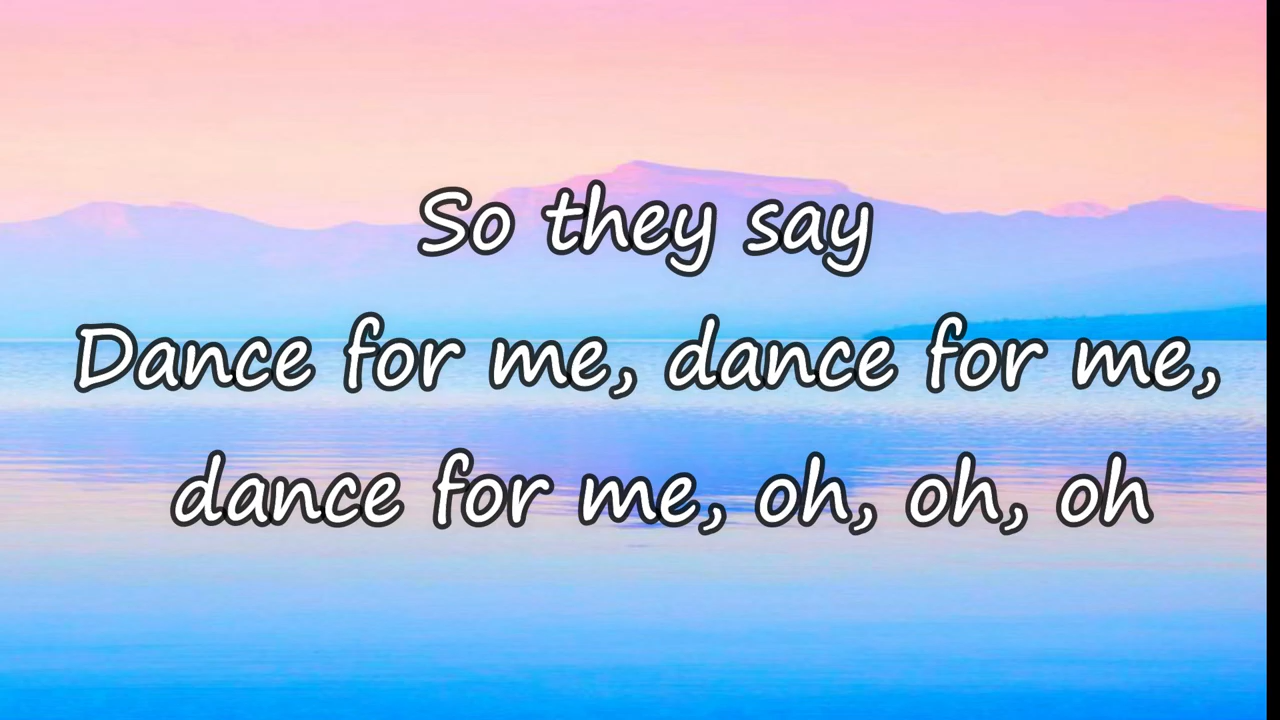 So they say
Dance for me, dance for me,
dance for me, oh, oh, oh